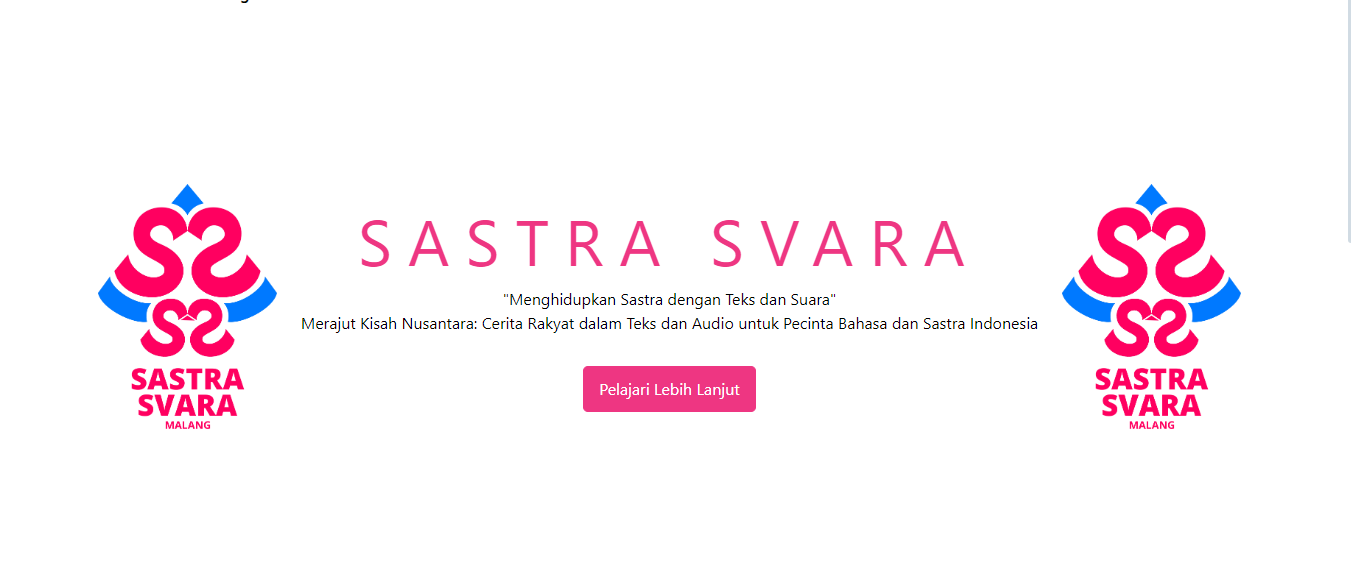 SASTRA SVARA
"Menghidupkan Sastra dengan Teks dan Suara"
Merajut Kisah Nusantara: Cerita Rakyat dalam Teks dan Audio untuk Pecinta Bahasa dan Sastra Indonesia
Pelajari Lebih Lanjut
SASTRA
SVARA
MALANG
SASTRA
SVARA
MALANG